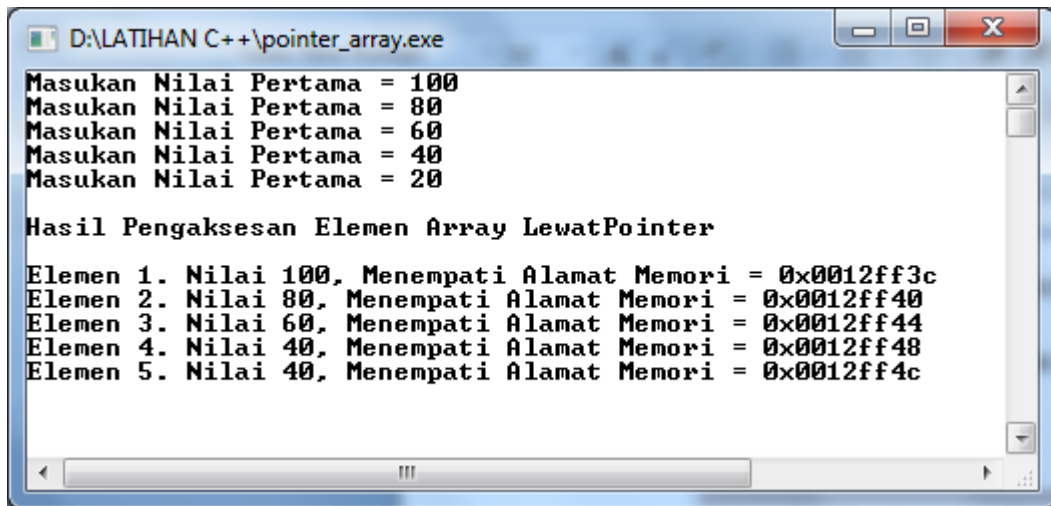 D:\LATIHAN C++\pointer_array.exe
Masukan Nilai Pertama = 100
Masukan Nilai Pertama = 80
Masukan Nilai Pertama = 60
Masukan Nilai Pertama = 40
Masukan Nilai Pertama = 20
Hasil Pengaksesan Elemen Array LewatPointer
Elemen 1. Nilai 100, Menempati Alamat Memori = 0x0012ff3c
Elemen 2. Nilai 80, Menempati Alamat Memori = 0x0012ff40
Elemen 3. Nilai 60, Menempati Alamat Memori = 0x0012ff44
Elemen 4. Nilai 40, Menempati Alamat Memori = 0x0012ff48
Elemen 5. Nilai 40, Menempati Alamat Memori = 0x0012ff4c